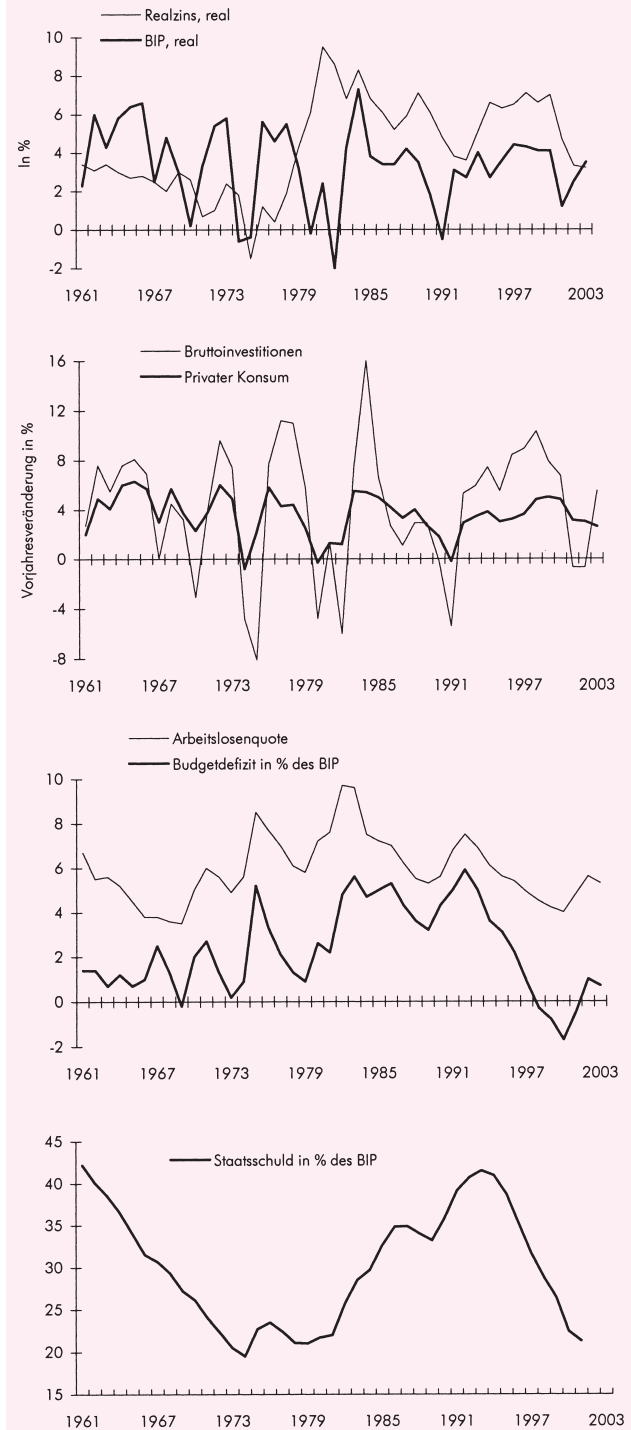 Realzins, real
BIP, real
In %
10
8
6
4
2
0
-2
1961 1967 1973 1979 1985 1991 1997 2003
Bruttoinvestitionen
Privater Konsum
Vorjahresveränderung in %
16
12
8
4
0
-4
-8
1961 1967 1973 1979 1985 1991 1997 2003
Arbeitslosenquote
Budgetdefizit in % des BIP
10
8
6
4
2
0
-2
1961 1967 1973 1979 1985 1991 1997 2003
Staatsschuld in % des BIP
45
40
35
30
25
20
15
1961 1967 1973 1979 1985 1991 1997 2003